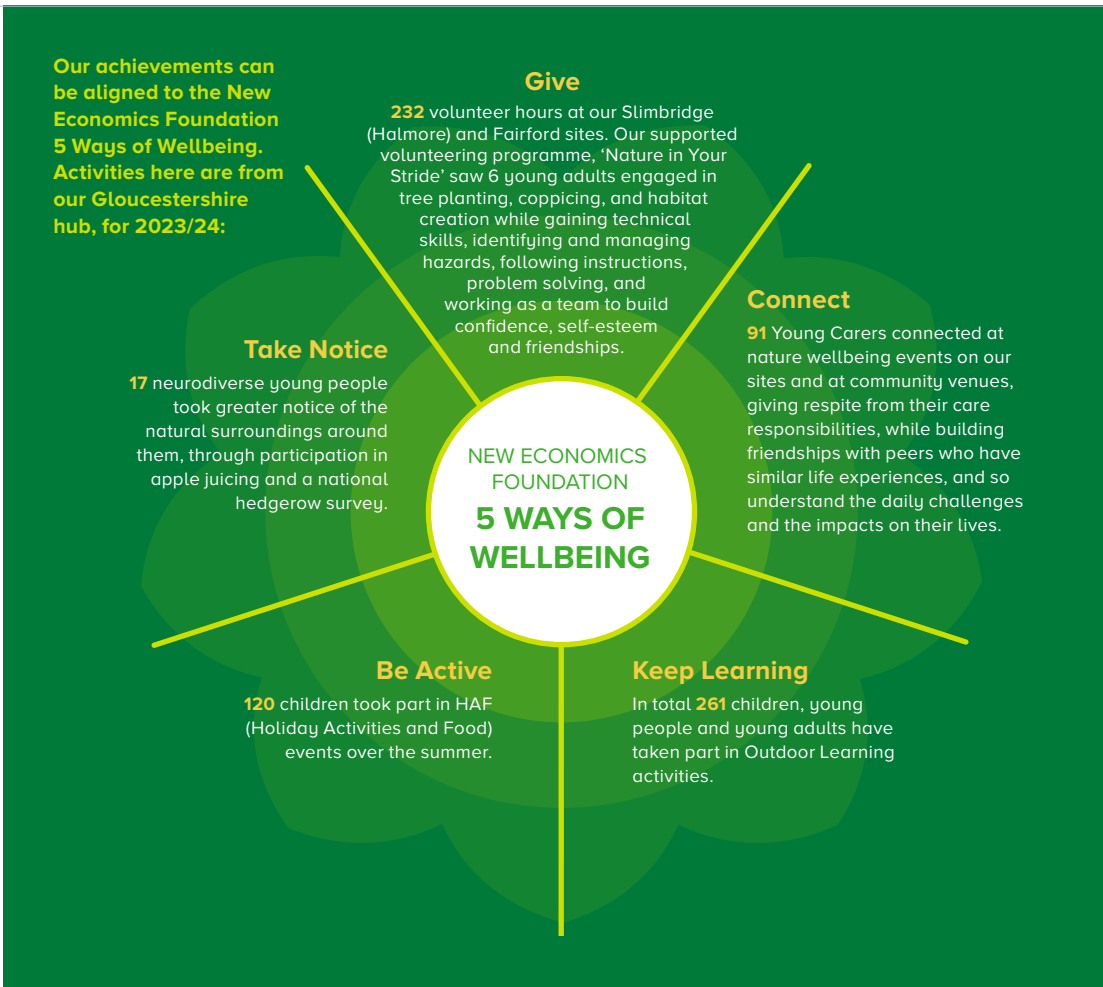 Our achievements can
be aligned to the New
Economics Foundation
5 Ways of Wellbeing.
Activities here are from
our Gloucestershire
hub, for 2023/24:
Give
232 volunteer hours at our Slimbridge
(Halmore) and Fairford sites. Our supported
volunteering programme, ‘Nature in Your
Stride’ saw 6 young adults engaged in
tree planting, coppicing, and habitat
creation while gaining technical
skills, identifying and managing
hazards, following instructions,
problem solving, and
working as a team to build
confidence, self-esteem
and friendships.
Connect
91 Young Carers connected at
nature wellbeing events on our
sites and at community venues,
giving respite from their care
responsibilities, while building
friendships with peers who have
similar life experiences, and so
understand the daily challenges
and the impacts on their lives.
Take Notice
17 neurodiverse young people
took greater notice of the
natural surroundings around
them, through participation in
apple juicing and a national
hedgerow survey.
NEW ECONOMICS
FOUNDATION
5 WAYS OF
WELLBEING
Be Active
120 children took part in HAF
(Holiday Activities and Food)
events over the summer.
Keep Learning
In total 261 children, young
people and young adults have
taken part in Outdoor Learning
activities.